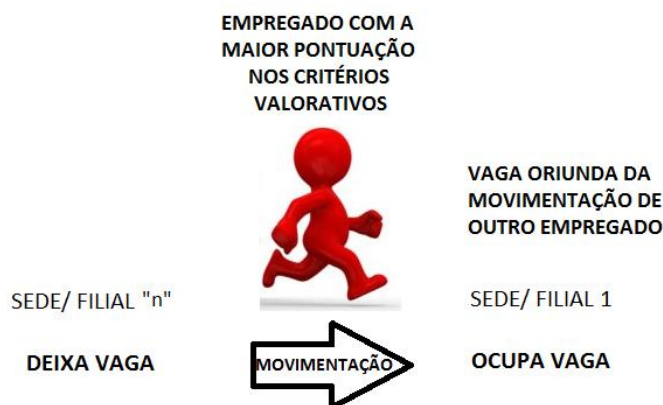 EMPREGADO COM A
MAIOR PONTUAÇÃO
NOS CRITÉRIOS
VALORATIVOS
VAGA ORIUNDA DA
MOVIMENTAÇÃO DE
OUTRO EMPREGADO
SEDE/ FILIAL "n"
SEDE/ FILIAL 1
DEIXA VAGA
MOVIMENTAÇÃO
OCUPA VAGA